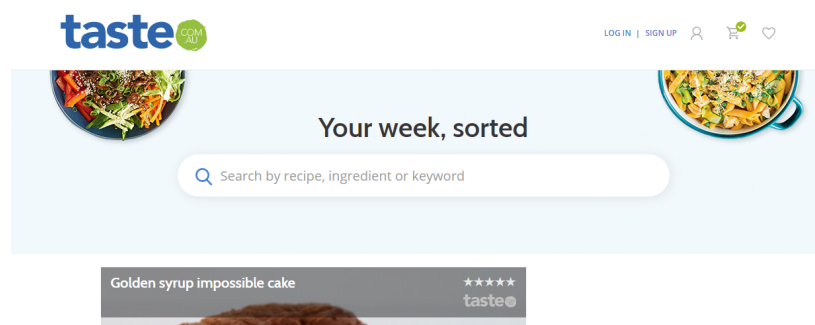 taste COM AU
LOG IN | SIGN UP
Your week, sorted
Search by recipe, ingredient or keyword
Golden syrup impossible cake
taste